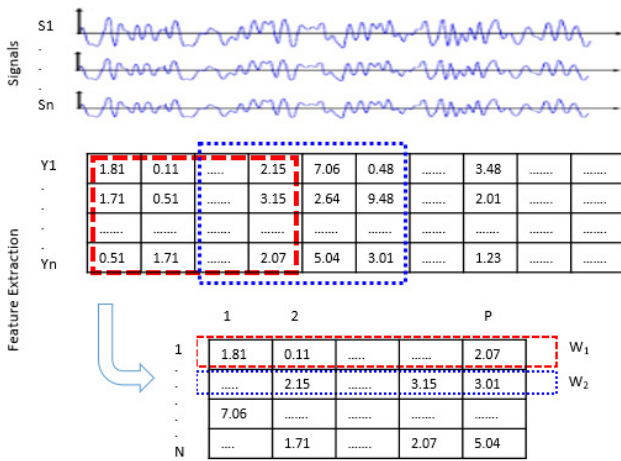 S1
.
.
Sn
Signals
Y1 1.81 0.11 ..... 2.15 7.06 0.48 ....... 3.48 ....... .......
. 1.71 0.51 ....... 3.15 2.64 9.48 ....... 2.01 ....... .......
. ....... ....... ....... ....... ....... ....... ....... ....... ....... .......
Yn 0.51 1.71 ....... 2.07 5.04 3.01 ....... 1.23 ....... .......
Feature Extraction
1 2 P
1 1.81 0.11 ..... ...... 2.07 W1
. ..... 2.15 ....... 3.15 3.01 W2
. 7.06 ....... ....... ....... .......
N .... 1.71 ....... 2.07 5.04